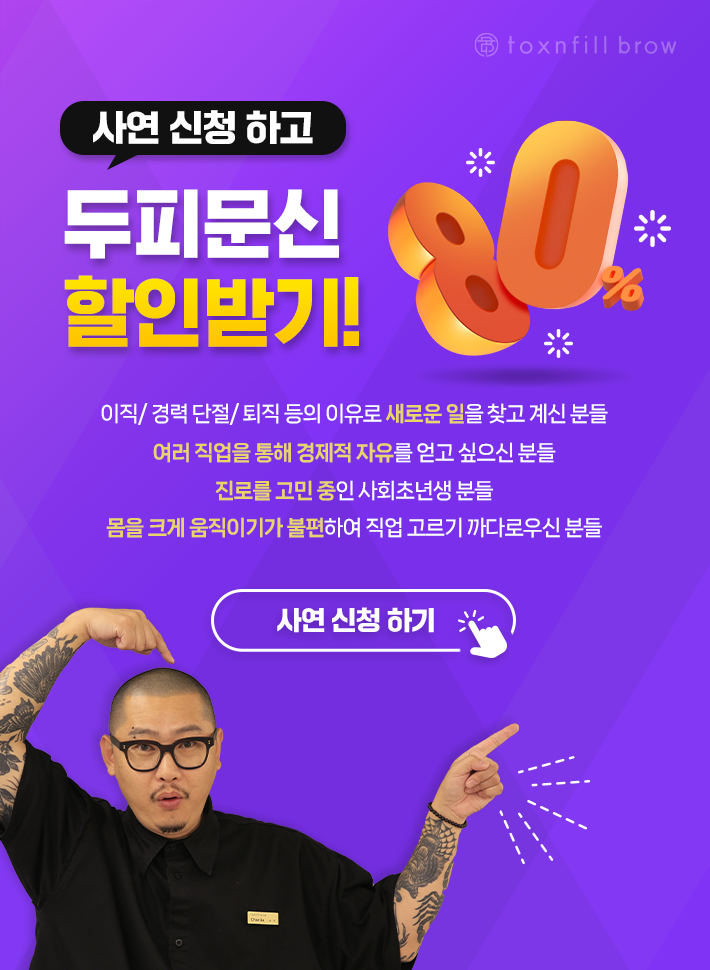 toxnfill brow
사연 신청 하고
두피문신
할인받기!
80%
이직/ 경력 단절/ 퇴직 등의 이유로 새로운 일을 찾고 계신 분들
여러 직업을 통해 경제적 자유를 얻고 싶으신 분들
진로를 고민 중인 사회초년생 분들
몸을 크게 움직이기가 불편하여 직업 고르기 까다로우신 분들
사연 신청 하기